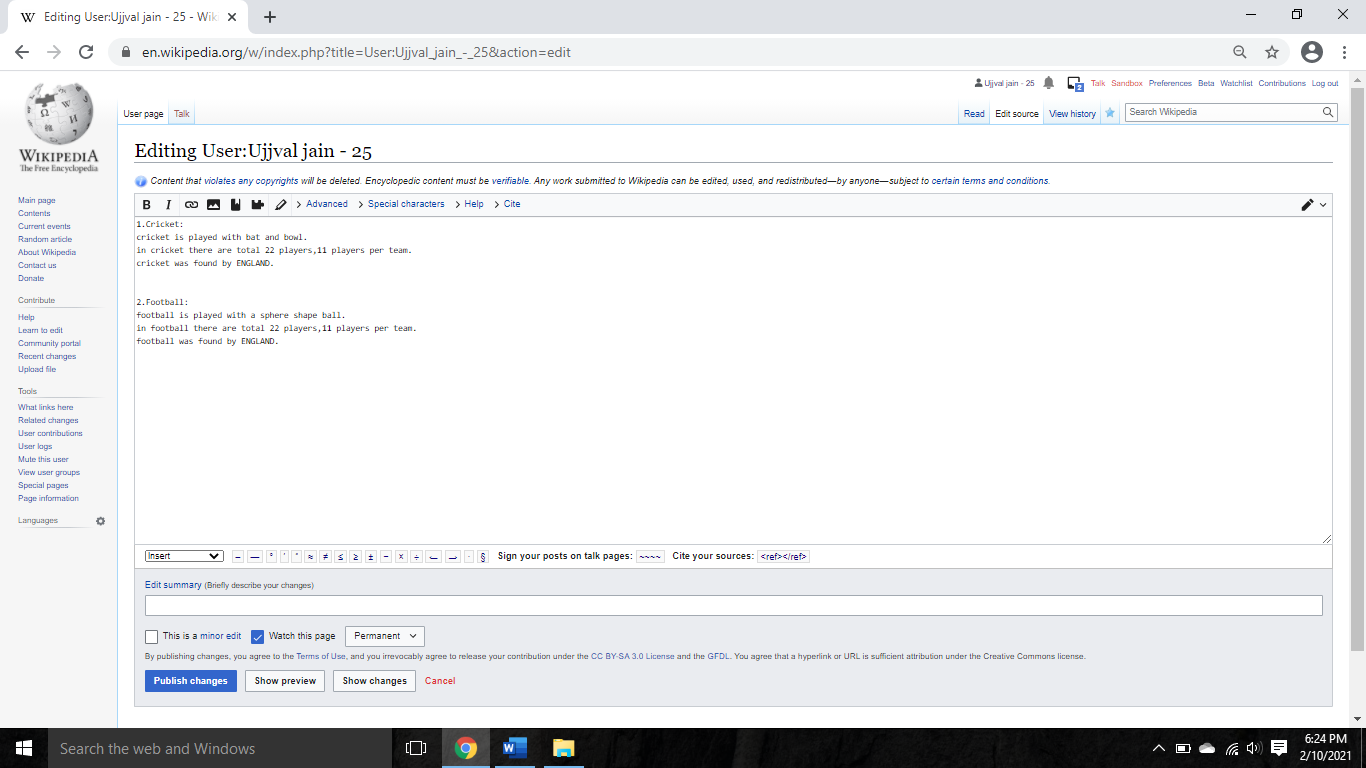 Editing User:Ujjval jain - 25 - Wik
en.wikipedia.org/w/index.php?title=User:Ujjval_jain_-_25&action=edit
Ujjval jain - 25 2 Talk Sandbox Preferences Beta Watchlist Contributions Log out
User page Talk Read Edit source View history Search Wikipedia
WIKIPEDIA
The Free Encyclopedia
Main page
Contents
Current events
Random article
About Wikipedia
Contact us
Donate
Contribute
Help
Learn to edit
Community portal
Recent changes
Upload file
Tools
What links here
Related changes
User contributions
User logs
Mute this user
View user groups
Special pages
Page information
Languages
Editing User:Ujjval jain - 25
Content that violates any copyrights will be deleted. Encyclopedic content must be verifiable. Any work submitted to Wikipedia can be edited, used, and redistributed—by anyone—subject to certain terms and conditions.
B I Advanced Special characters Help Cite
1.Cricket:
cricket is played with bat and bowl.
in cricket there are total 22 players,11 players per team.
cricket was found by ENGLAND.
2.Football:
football is played with a sphere shape ball.
in football there are total 22 players,11 players per team.
football was found by ENGLAND.
Insert – — ° ′ ″ ≈ ≠ ≤ ≥ ± − × ÷ ← → · § Sign your posts on talk pages: ~~~~ Cite your sources: <ref></ref>
Edit summary (Briefly describe your changes)
This is a minor edit Watch this page Permanent
By publishing changes, you agree to the Terms of Use, and you irrevocably agree to release your contribution under the CC BY-SA 3.0 License and the GFDL. You agree that a hyperlink or URL is sufficient attribution under the Creative Commons license.
Publish changes Show preview Show changes Cancel
Search the web and Windows
6:24 PM
2/10/2021